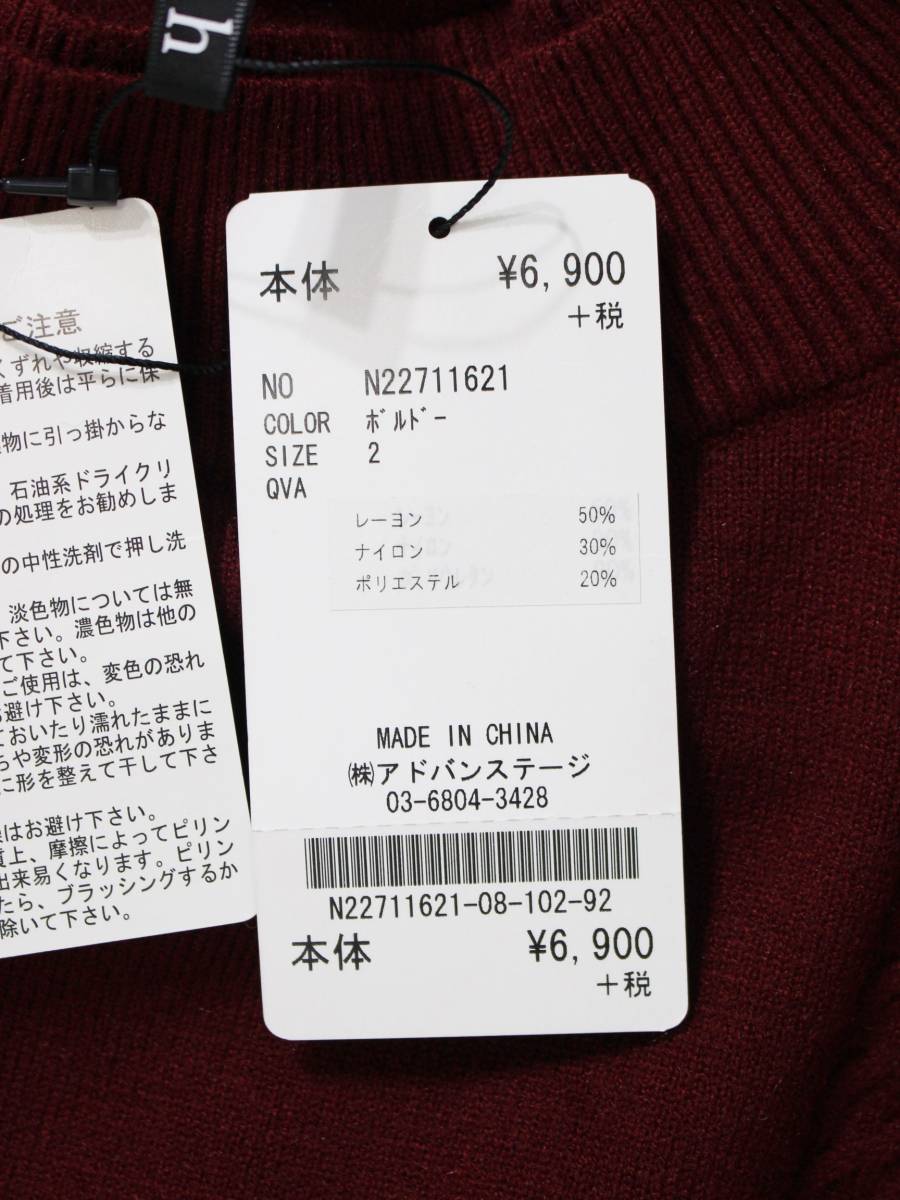 h
ご注意
くずれや収縮する
着用後は平らに保
物に引っ掛からな
石油系ドライクリ
の処理をお勧めしま
の中性洗剤で押し洗
淡色物については無
下さい。濃色物は他の
て下さい。
ご使用は、変色の恐れ
お避け下さい。
ておいたり濡れたままに
ちや変形の恐れがありま
に形を整えて干して下さ
はお避け下さい。
質上、摩擦によってピリン
出来易くなります。ピリン
たら、ブラッシングするか
除いて下さい。
本体 ¥6,900
+税
NO N22711621
COLOR ﾎﾞﾙﾄﾞｰ
SIZE 2
QVA
レーヨン 50%
ナイロン 30%
ポリエステル 20%
MADE IN CHINA
㈱アドバンステージ
03-6804-3428
N22711621-08-102-92
本体 ¥6,900
+税